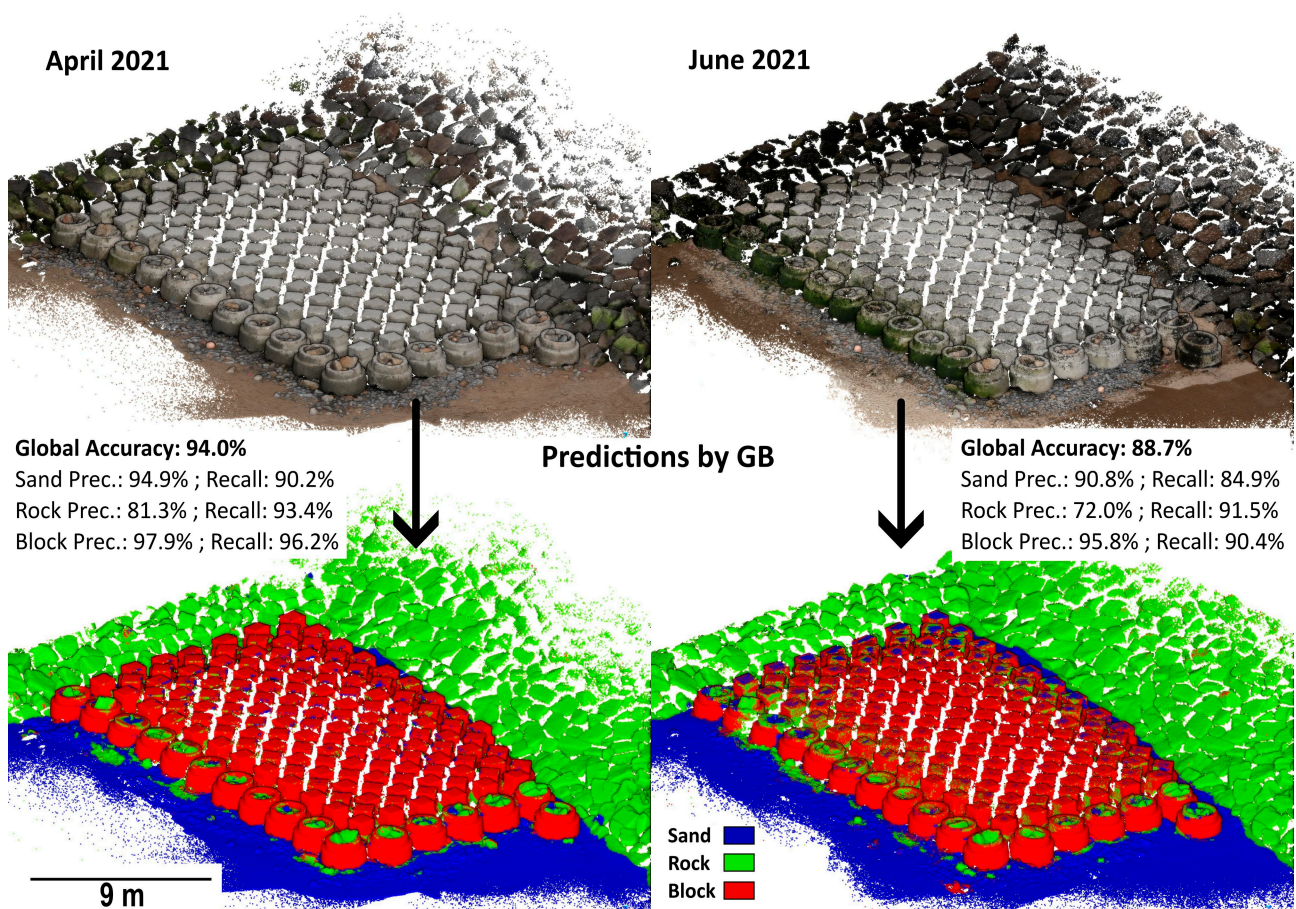 April 2021
June 2021
Global Accuracy: 94.0%
Sand Prec.: 94.9% ; Recall: 90.2%
Rock Prec.: 81.3% ; Recall: 93.4%
Block Prec.: 97.9% ; Recall: 96.2%
Predictions by GB
Global Accuracy: 88.7%
Sand Prec.: 90.8% ; Recall: 84.9%
Rock Prec.: 72.0% ; Recall: 91.5%
Block Prec.: 95.8% ; Recall: 90.4%
9 m
Sand
Rock
Block